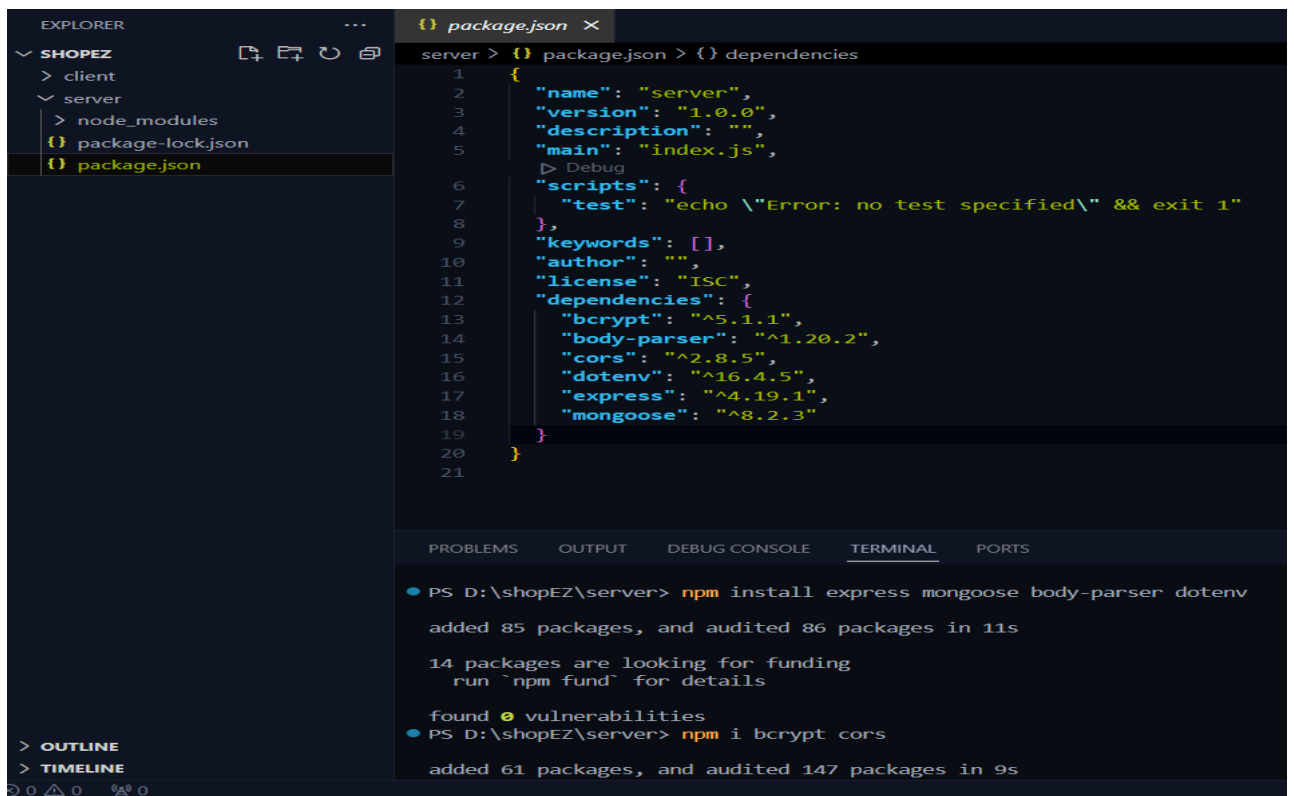 EXPLORER ...
SHOPEZ
client
server
node_modules
{} package-lock.json
{} package.json
OUTLINE
TIMELINE
0 0 0
{} package.json ×
server > {} package.json > {} dependencies
1 {
2 "name": "server",
3 "version": "1.0.0",
4 "description": "",
5 "main": "index.js",
Debug
6 "scripts": {
7 "test": "echo \"Error: no test specified\" && exit 1"
8 },
9 "keywords": [],
10 "author": "",
11 "license": "ISC",
12 "dependencies": {
13 "bcrypt": "^5.1.1",
14 "body-parser": "^1.20.2",
15 "cors": "^2.8.5",
16 "dotenv": "^16.4.5",
17 "express": "^4.19.1",
18 "mongoose": "^8.2.3"
19 }
20 }
21
PROBLEMS OUTPUT DEBUG CONSOLE TERMINAL PORTS
PS D:\shopEZ\server> npm install express mongoose body-parser dotenv
added 85 packages, and audited 86 packages in 11s
14 packages are looking for funding
run `npm fund` for details
found 0 vulnerabilities
PS D:\shopEZ\server> npm i bcrypt cors
added 61 packages, and audited 147 packages in 9s